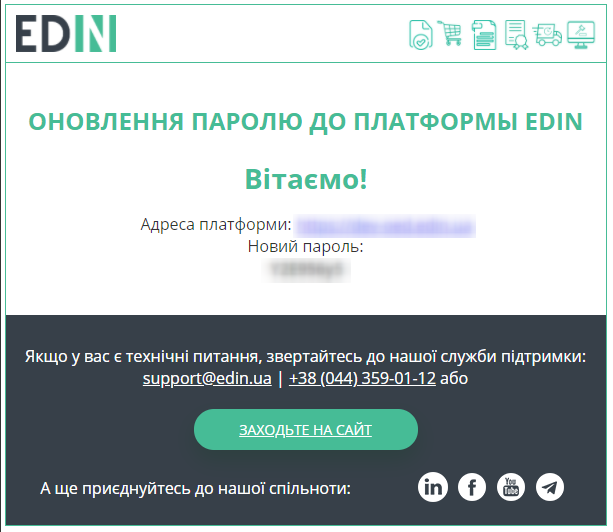 EDIN
ОНОВЛЕННЯ ПАРОЛЮ ДО ПЛАТФОРМЫ EDIN
Вітаємо!
Адреса платформи:
Новий пароль:
Якщо у вас є технічні питання, звертайтесь до нашої служби підтримки:
support@edin.ua | +38 (044) 359-01-12 або
ЗАХОДЬТЕ НА САЙТ
А ще приєднуйтесь до нашої спільноти:
in f You Tube